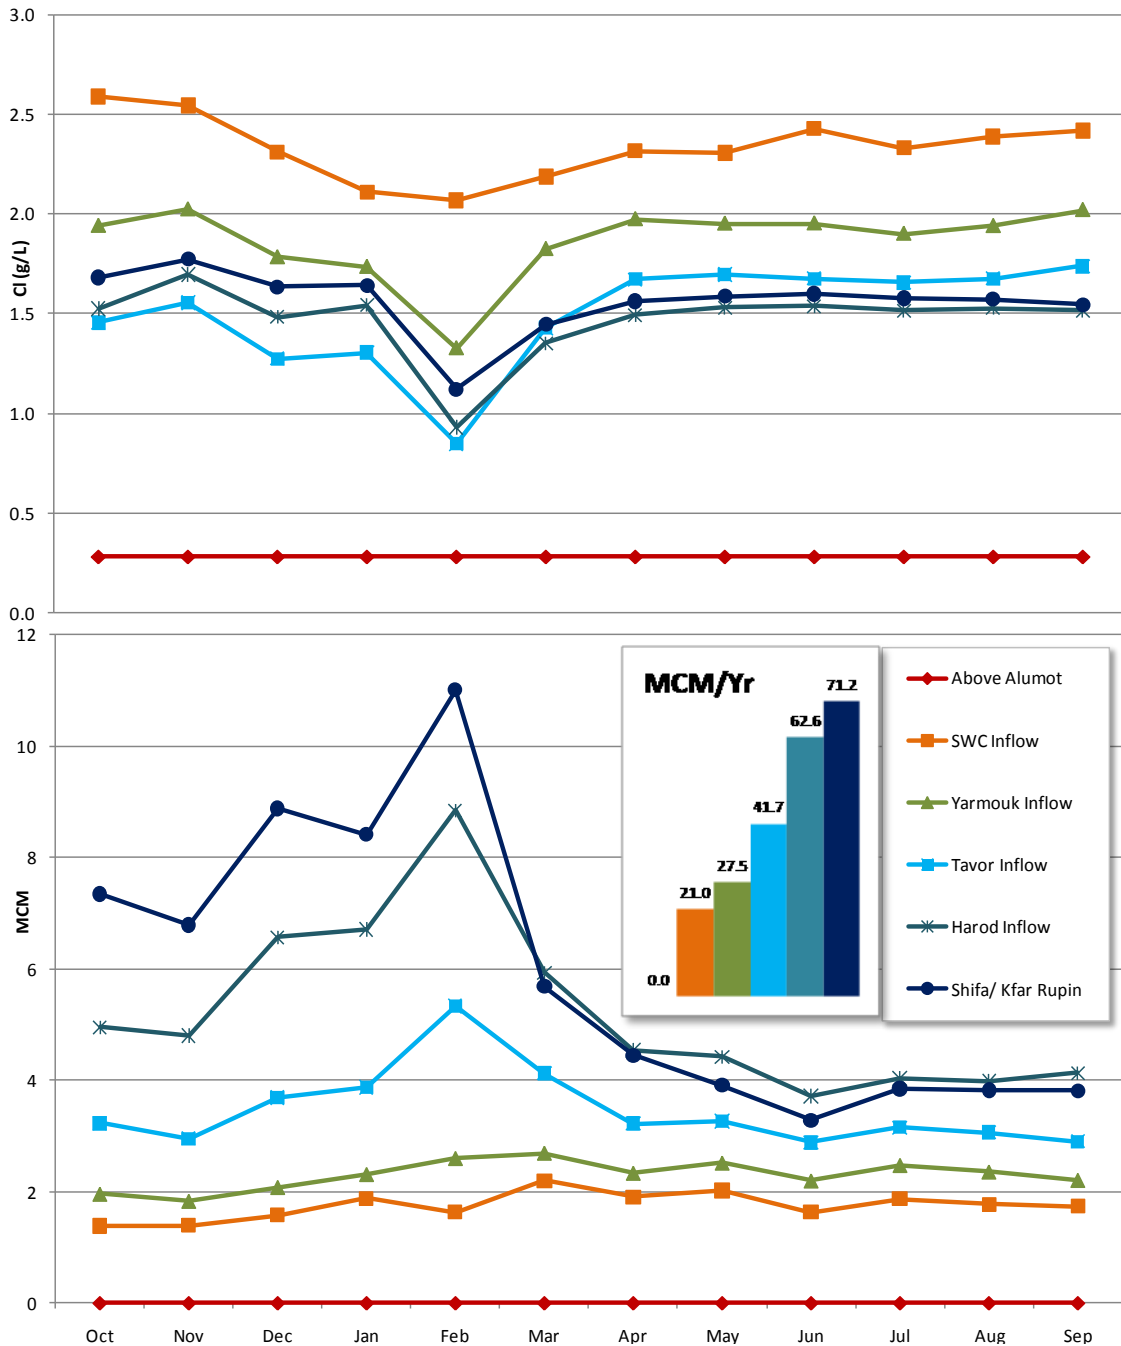 3.0
2.5
2.0
1.5
1.0
0.5
0.0
Cl (g/L)
12
10
8
6
4
2
0
MCM
MCM/Yr
0.0
21.0
27.5
41.7
62.6
71.2
Above Alumot
SWC Inflow
Yarmouk Inflow
Tavor Inflow
Harod Inflow
Shifa/ Kfar Rupin
Oct Nov Dec Jan Feb Mar Apr May Jun Jul Aug Sep